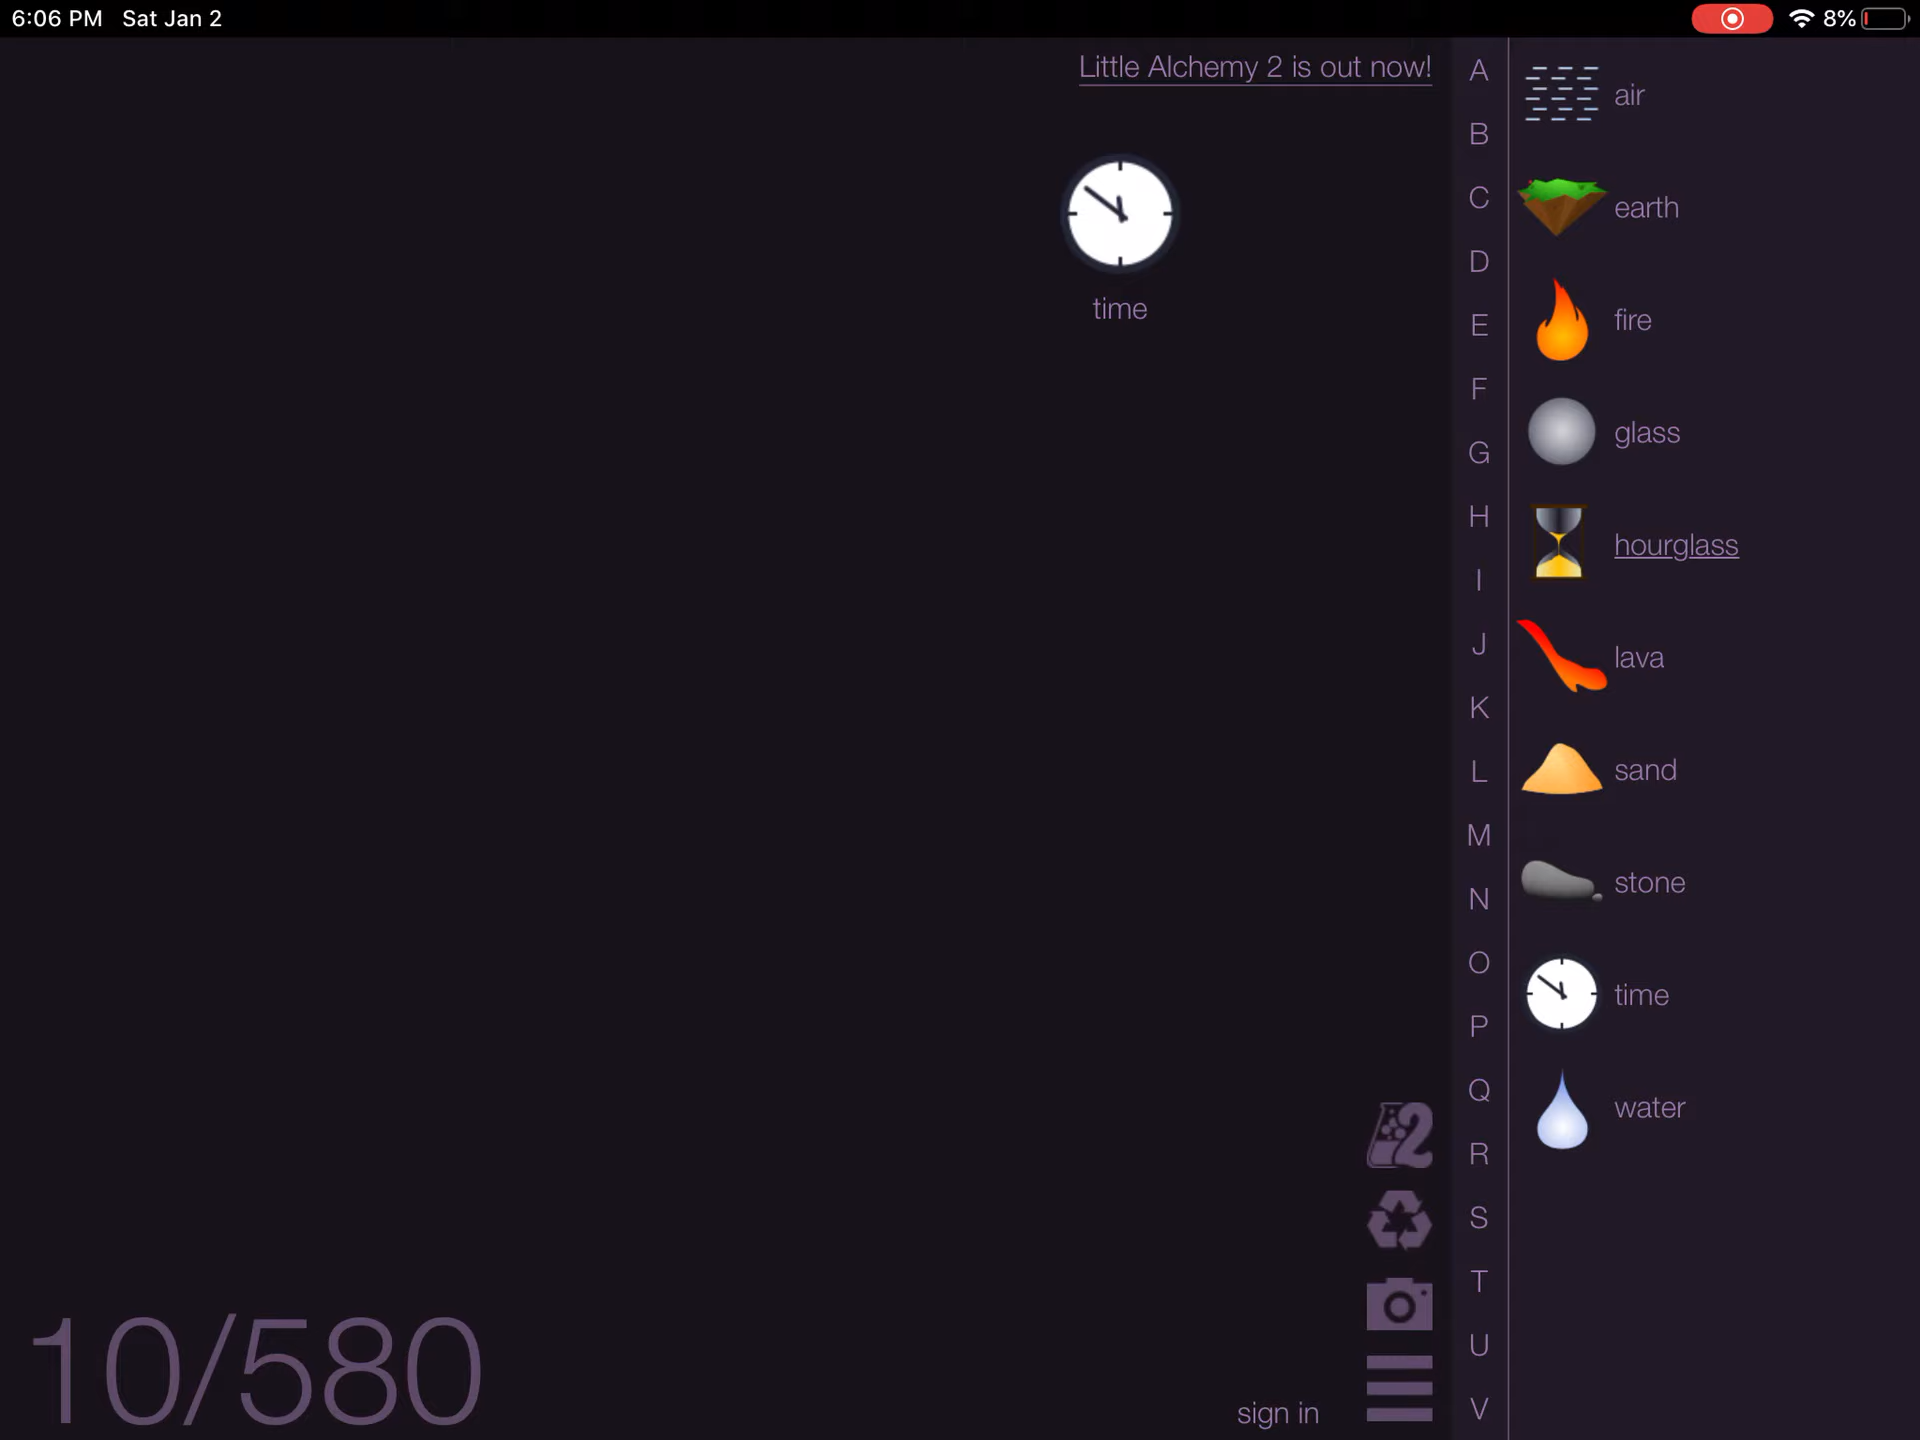 6:06 PM Sat Jan 2
8%
Little Alchemy 2 is out now!
time
A
B
C
D
E
F
G
H
I
J
K
L
M
N
O
P
Q
R
S
T
U
V
air
earth
fire
glass
hourglass
lava
sand
stone
time
water
2
10/580
sign in